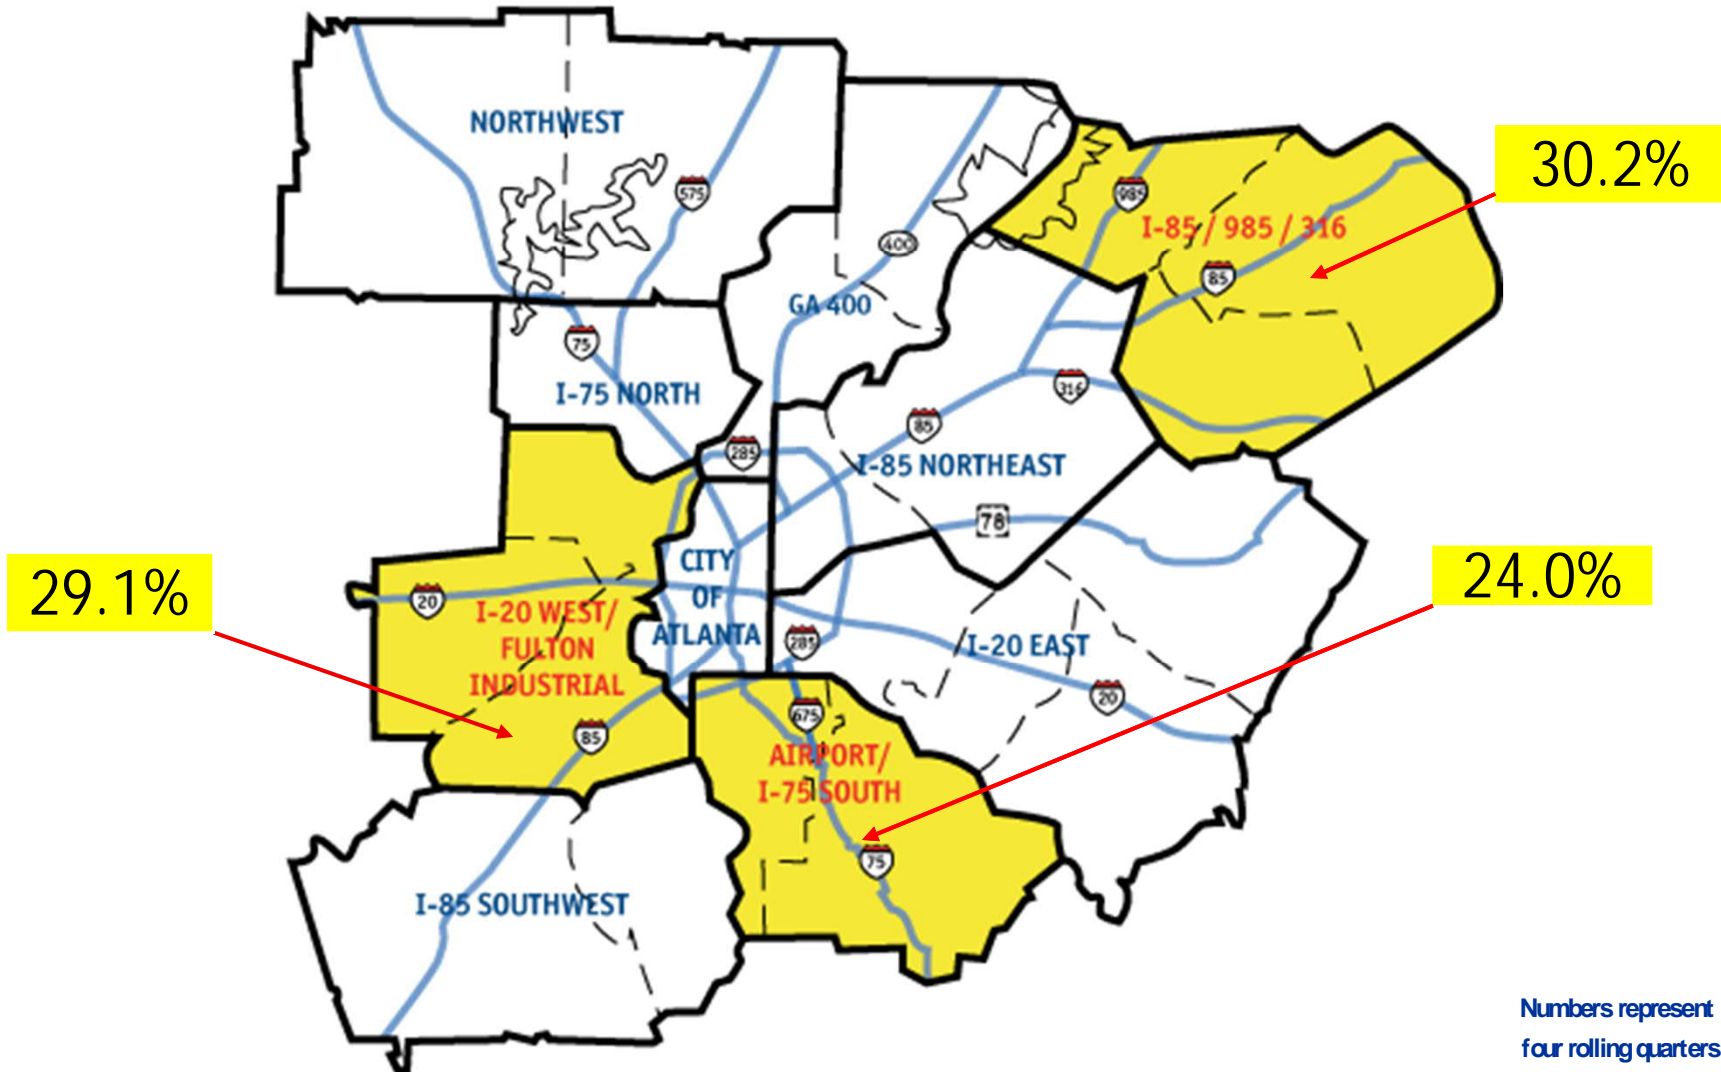 NORTHWEST
575
985
30.2%
I-85 / 985 / 316
400
85
GA 400
75
I-75 NORTH
316
85
285
I-85 NORTHEAST
78
CITY
OF
ATLANTA
29.1%
20
I-20 WEST/
FULTON
INDUSTRIAL
24.0%
285
I-20 EAST
20
675
85
AIRPORT/
I-75 SOUTH
75
I-85 SOUTHWEST
Numbers represent
four rolling quarters